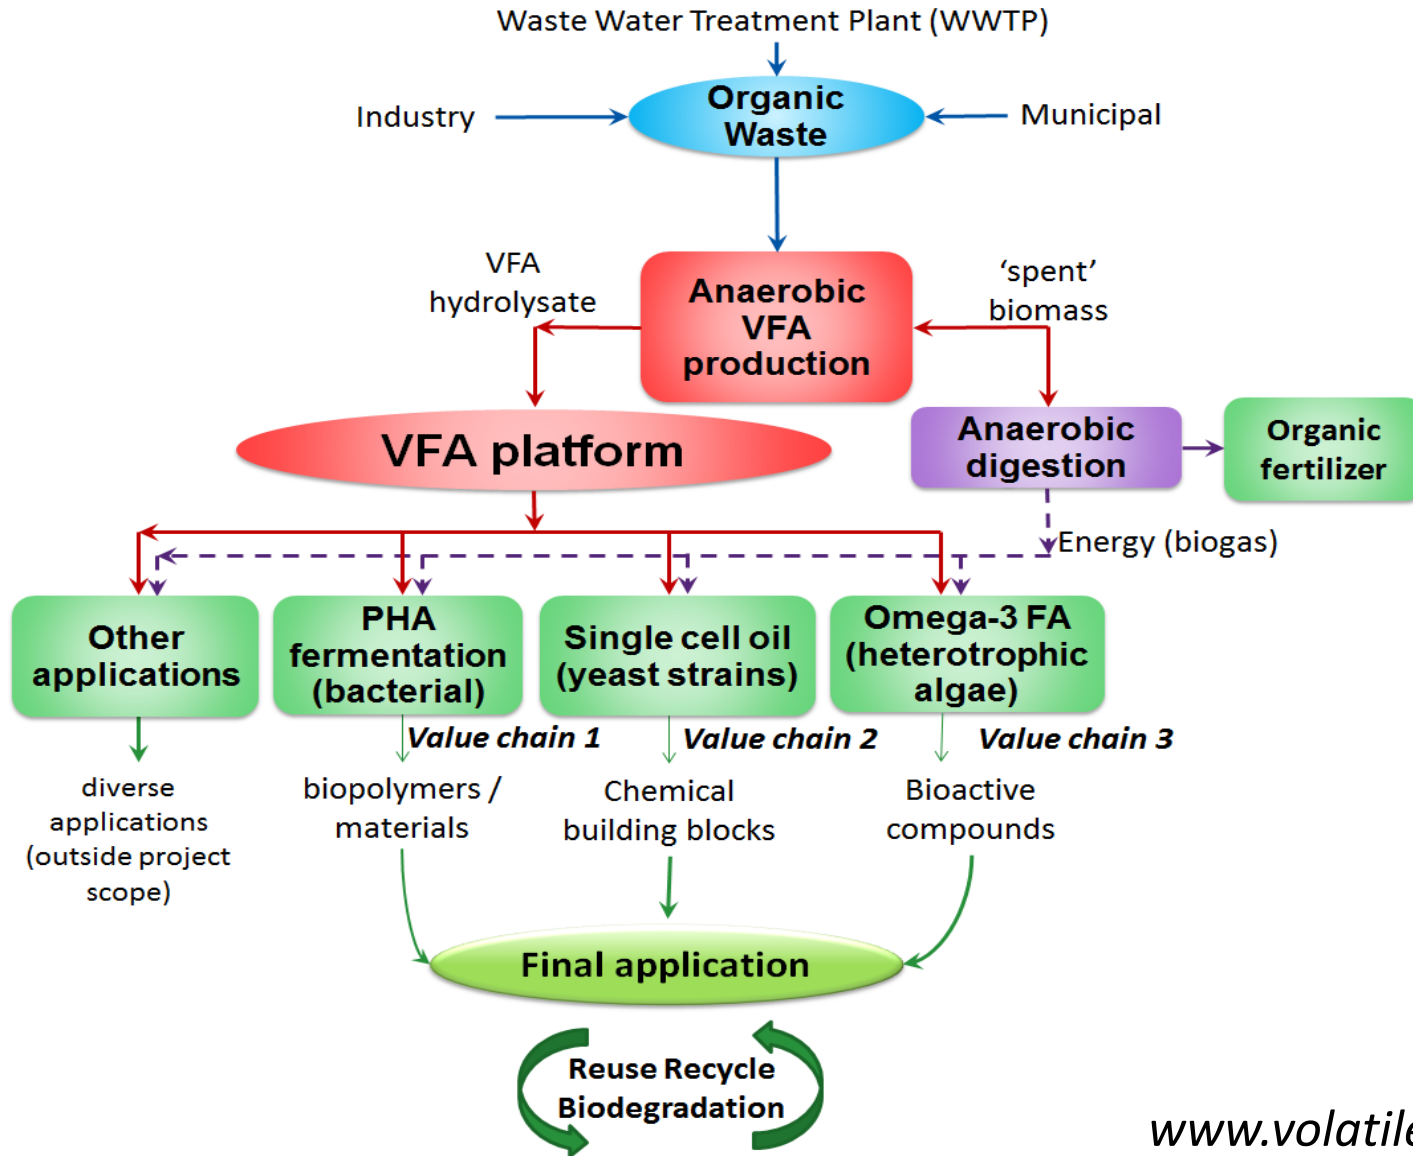 Waste Water Treatment Plant (WWTP)
Industry
Organic
Waste
Municipal
VFA
hydrolysate
Anaerobic
VFA
production
‘spent’
biomass
VFA platform
Anaerobic
digestion
Organic
fertilizer
Energy (biogas)
Other
applications
PHA
fermentation
(bacterial)
Single cell oil
(yeast strains)
Omega-3 FA
(heterotrophic
algae)
Value chain 1
Value chain 2
Value chain 3
diverse
applications
(outside project
scope)
biopolymers /
materials
Chemical
building blocks
Bioactive
compounds
Final application
Reuse Recycle
Biodegradation
www.volatile